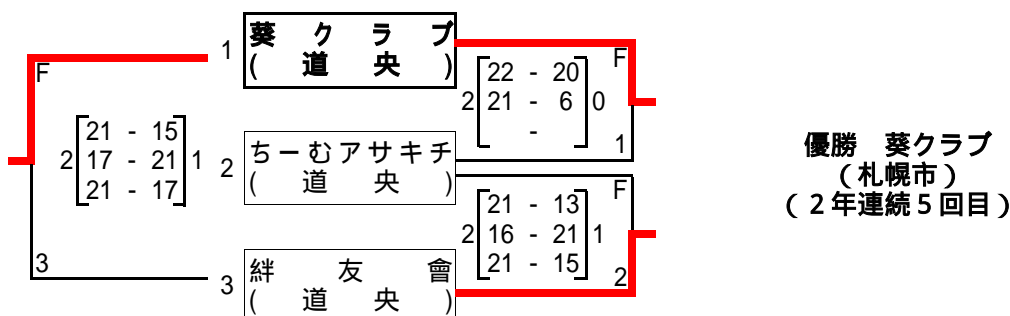 1 葵クラブ
(道央)
F
22 - 20
2 21 - 6 0
-
1
F
21 - 15
2 17 - 21 1
21 - 17
3
2 ちーむアサキチ
(道央)
F
21 - 13
2 16 - 21 1
21 - 15
2
3 絆友會
(道央)
優勝 葵クラブ
(札幌市)
(2年連続5回目)